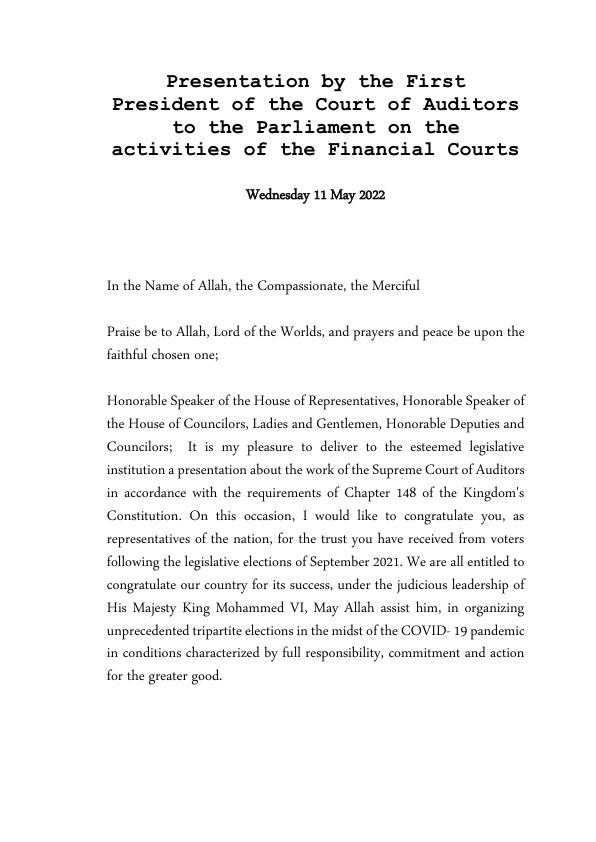 Presentation by the First
President of the Court of Auditors
to the Parliament on the
activities of the Financial Courts
Wednesday 11 May 2022
In the Name of Allah, the Compassionate, the Merciful
Praise be to Allah, Lord of the Worlds, and prayers and peace be upon the
faithful chosen one;
Honorable Speaker of the House of Representatives, Honorable Speaker of
the House of Councilors, Ladies and Gentlemen, Honorable Deputies and
Councilors; It is my pleasure to deliver to the esteemed legislative
institution a presentation about the work of the Supreme Court of Auditors
in accordance with the requirements of Chapter 148 of the Kingdom's
Constitution. On this occasion, I would like to congratulate you, as
representatives of the nation, for the trust you have received from voters
following the legislative elections of September 2021. We are all entitled to
congratulate our country for its success, under the judicious leadership of
His Majesty King Mohammed VI, May Allah assist him, in organizing
unprecedented tripartite elections in the midst of the COVID- 19 pandemic
in conditions characterized by full responsibility, commitment and action
for the greater good.